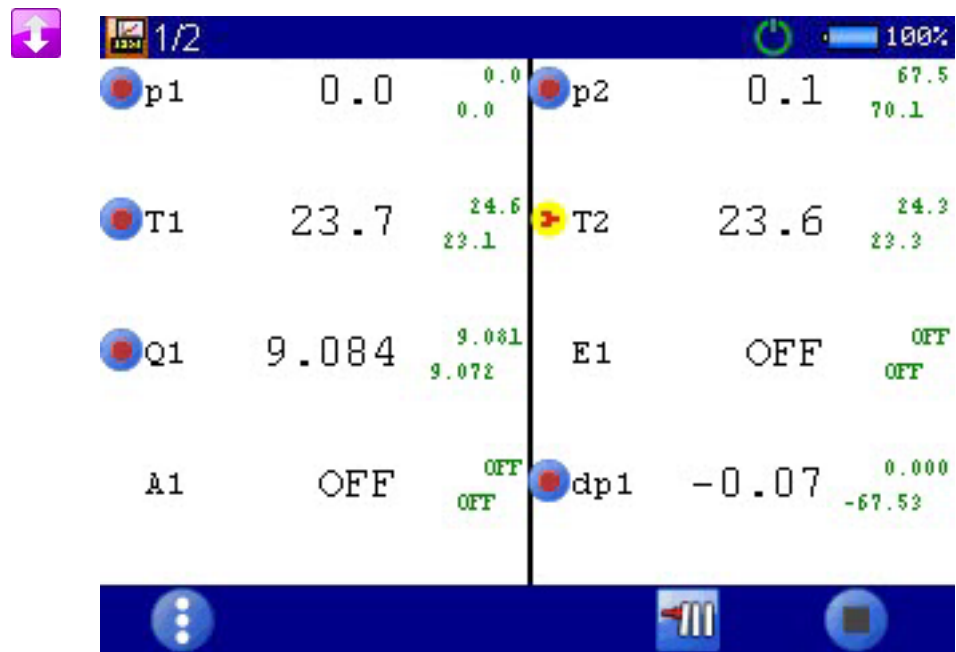 1/2 100%
p1 0.0 0.0 0.0
p2 0.1 67.5 70.1
T1 23.7 24.6 23.1
T2 23.6 24.3 23.3
Q1 9.084 9.081 9.072
E1 OFF OFF OFF
A1 OFF OFF OFF
dp1 -0.07 0.000 -67.53